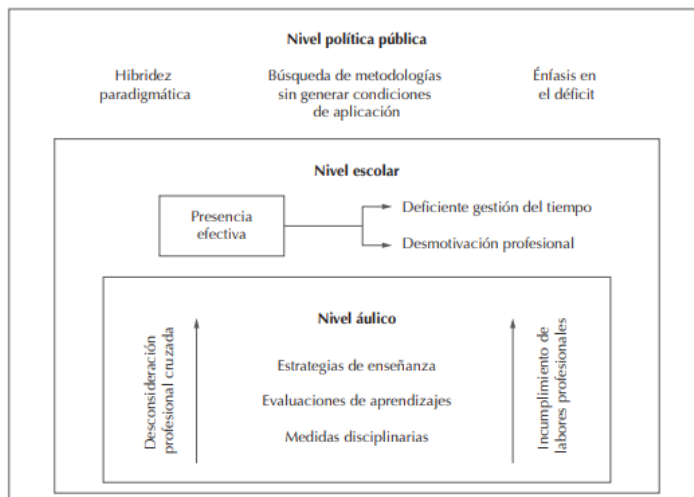 Nivel política pública
Hibridez
paradigmática
Búsqueda de metodologías
sin generar condiciones
de aplicación
Énfasis en
el déficit
Nivel escolar
Presencia
efectiva
Deficiente gestión del tiempo
Desmotivación profesional
Nivel áulico
Desconsideración
profesional cruzada
Estrategias de enseñanza
Evaluaciones de aprendizajes
Medidas disciplinarias
Incumplimiento de
labores profesionales